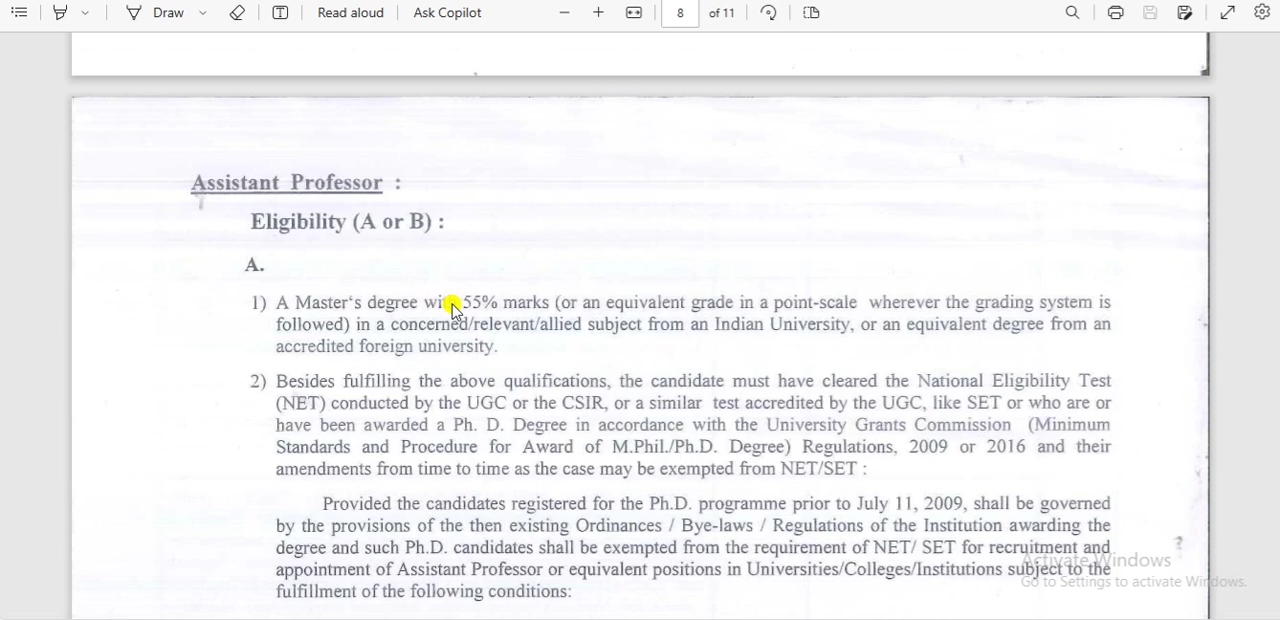 Draw
Read aloud
Ask Copilot
8 of 11
Assistant Professor :
Eligibility (A or B) :
A.
1) A Master's degree with 55% marks (or an equivalent grade in a point-scale wherever the grading system is
followed) in a concerned/relevant/allied subject from an Indian University, or an equivalent degree from an
accredited foreign university.
2) Besides fulfilling the above qualifications, the candidate must have cleared the National Eligibility Test
(NET) conducted by the UGC or the CSIR, or a similar test accredited by the UGC, like SET or who are or
have been awarded a Ph. D. Degree in accordance with the University Grants Commission (Minimum
Standards and Procedure for Award of M.Phil./Ph.D. Degree) Regulations, 2009 or 2016 and their
amendments from time to time as the case may be exempted from NET/SET :
Provided the candidates registered for the Ph.D. programme prior to July 11, 2009, shall be governed
by the provisions of the then existing Ordinances / Bye-laws / Regulations of the Institution awarding the
degree and such Ph.D. candidates shall be exempted from the requirement of NET/ SET for recruitment and
appointment of Assistant Professor or equivalent positions in Universities/Colleges/Institutions subject to the
fulfillment of the following conditions:
Activate Windows
Go to Settings to activate Windows.